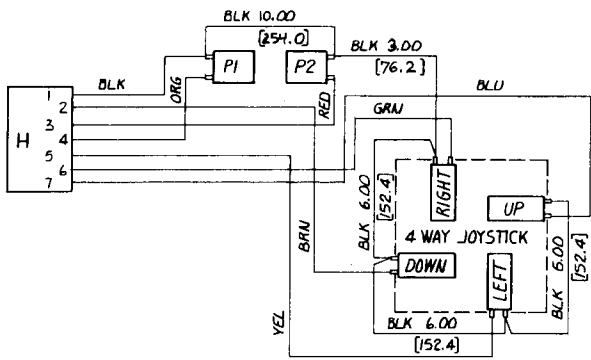 BLK 10.00
[254.0]
P1
P2
BLK 3.00
[76.2]
BLK
ORG
RED
BLU
GRN
H
1
2
3
4
5
6
7
BLK 6.00
[152.4]
RIGHT
UP
4 WAY JOYSTICK
BRN
DOWN
LEFT
BLK 6.00
[152.4]
YEL
BLK 6.00
[152.4]